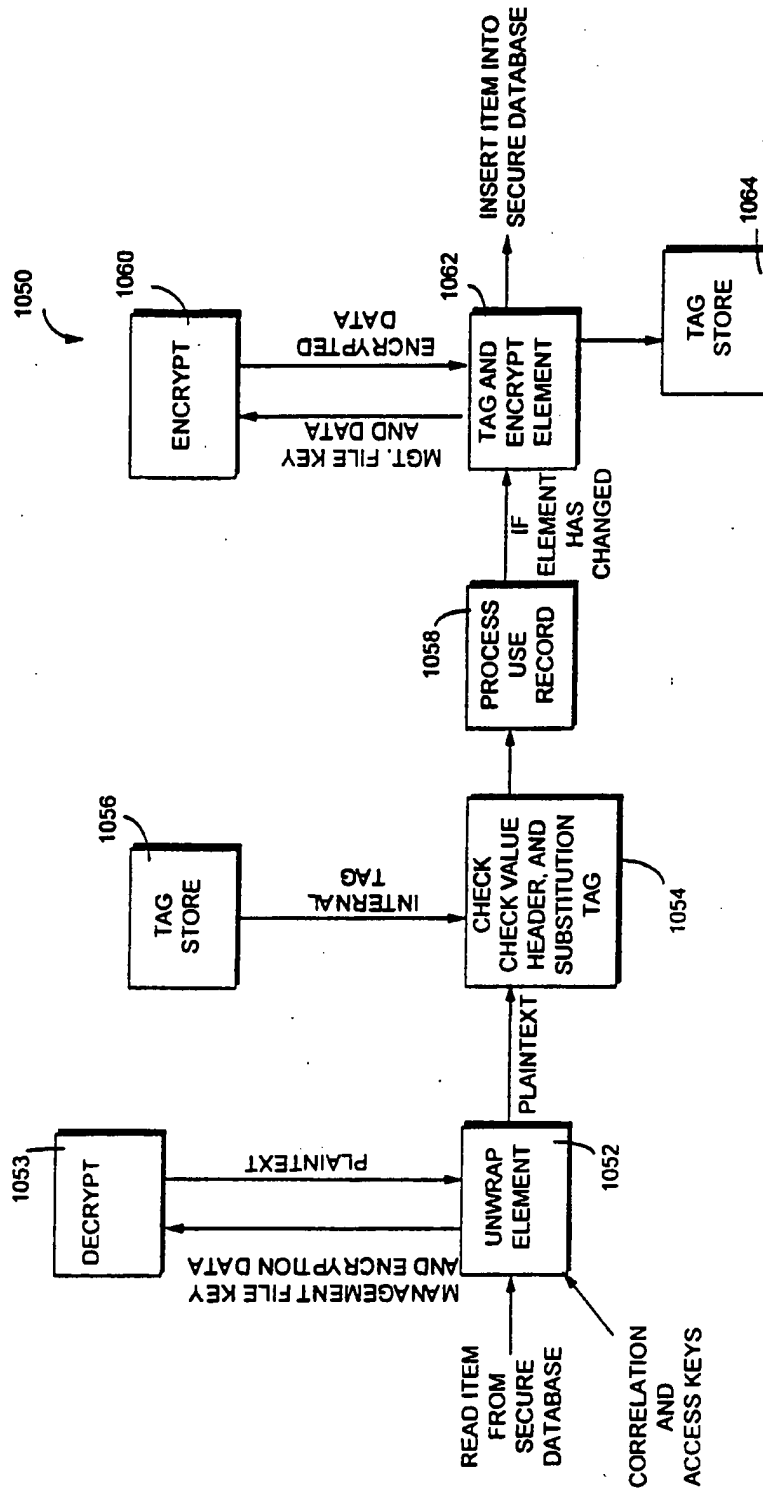 1050
1053
DECRYPT
PLAINTEXT
MANAGEMENT FILE KEY
AND ENCRYPTION DATA
READ ITEM
FROM
SECURE
DATABASE
UNWRAP
ELEMENT
1052
CORRELATION
AND
ACCESS KEYS
PLAINTEXT
1056
TAG
STORE
INTERNAL
TAG
CHECK
CHECK VALUE
HEADER, AND
SUBSTITUTION
TAG
1054
1058
PROCESS
USE
RECORD
IF
ELEMENT
HAS
CHANGED
1060
ENCRYPT
ENCRYPTED
DATA
MGT. FILE KEY
AND DATA
1062
TAG AND
ENCRYPT
ELEMENT
INSERT ITEM INTO
SECURE DATABASE
TAG
STORE
1064